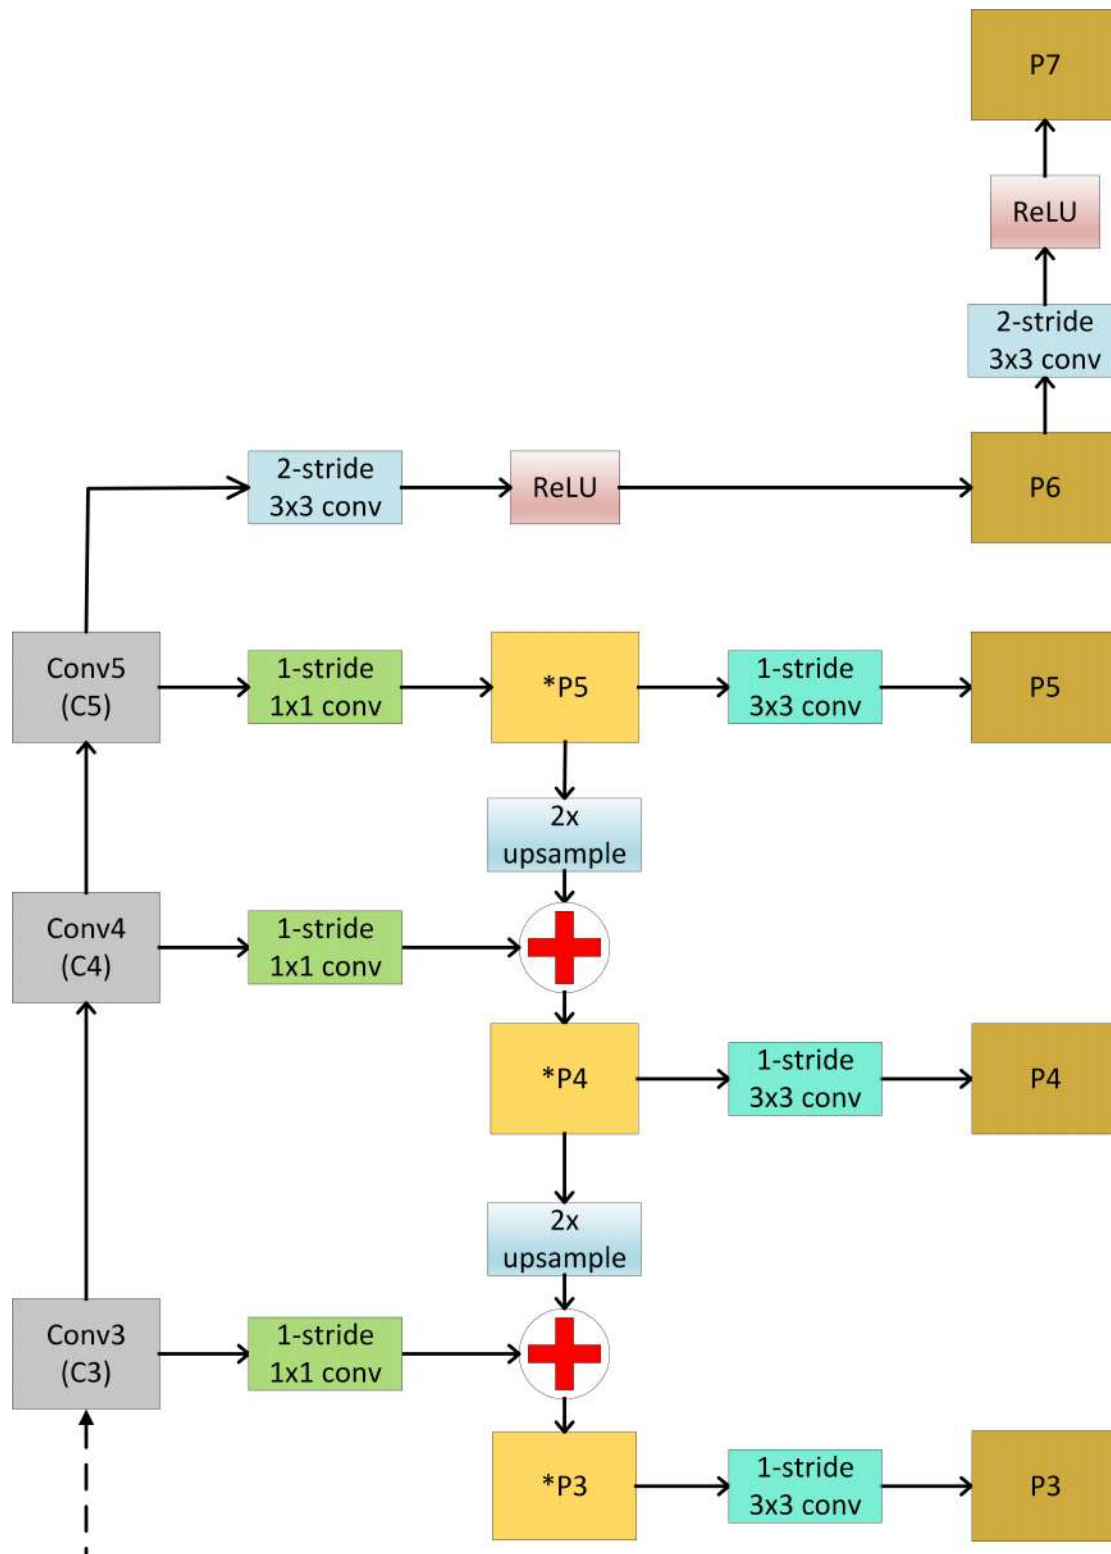 P7
ReLU
2-stride
3x3 conv
2-stride
3x3 conv
ReLU
P6
Conv5
(C5)
1-stride
1x1 conv
*P5
1-stride
3x3 conv
P5
2x
upsample
Conv4
(C4)
1-stride
1x1 conv
*P4
1-stride
3x3 conv
P4
2x
upsample
Conv3
(C3)
1-stride
1x1 conv
*P3
1-stride
3x3 conv
P3